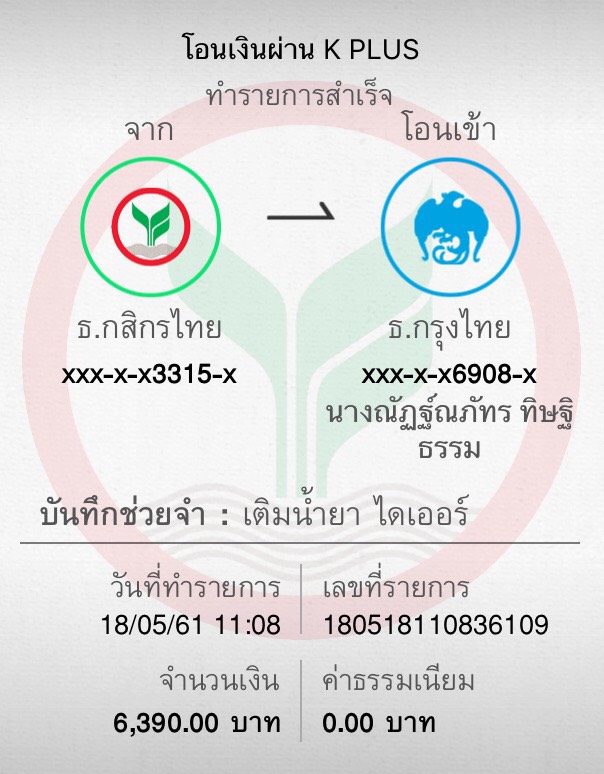 โอนเงินผ่าน K PLUS
ทำรายการสำเร็จ
จาก
โอนเข้า
ธ.กสิกรไทย
xxx-x-x3315-x
ธ.กรุงไทย
xxx-x-x6908-x
นางณัฏฐ์ณภัทร ทิษฐิ
ธรรม
บันทึกช่วยจำ : เติมน้ำยา ไดเออร์
วันที่ทำรายการ
18/05/61 11:08
เลขที่รายการ
180518110836109
จำนวนเงิน
6,390.00 บาท
ค่าธรรมเนียม
0.00 บาท